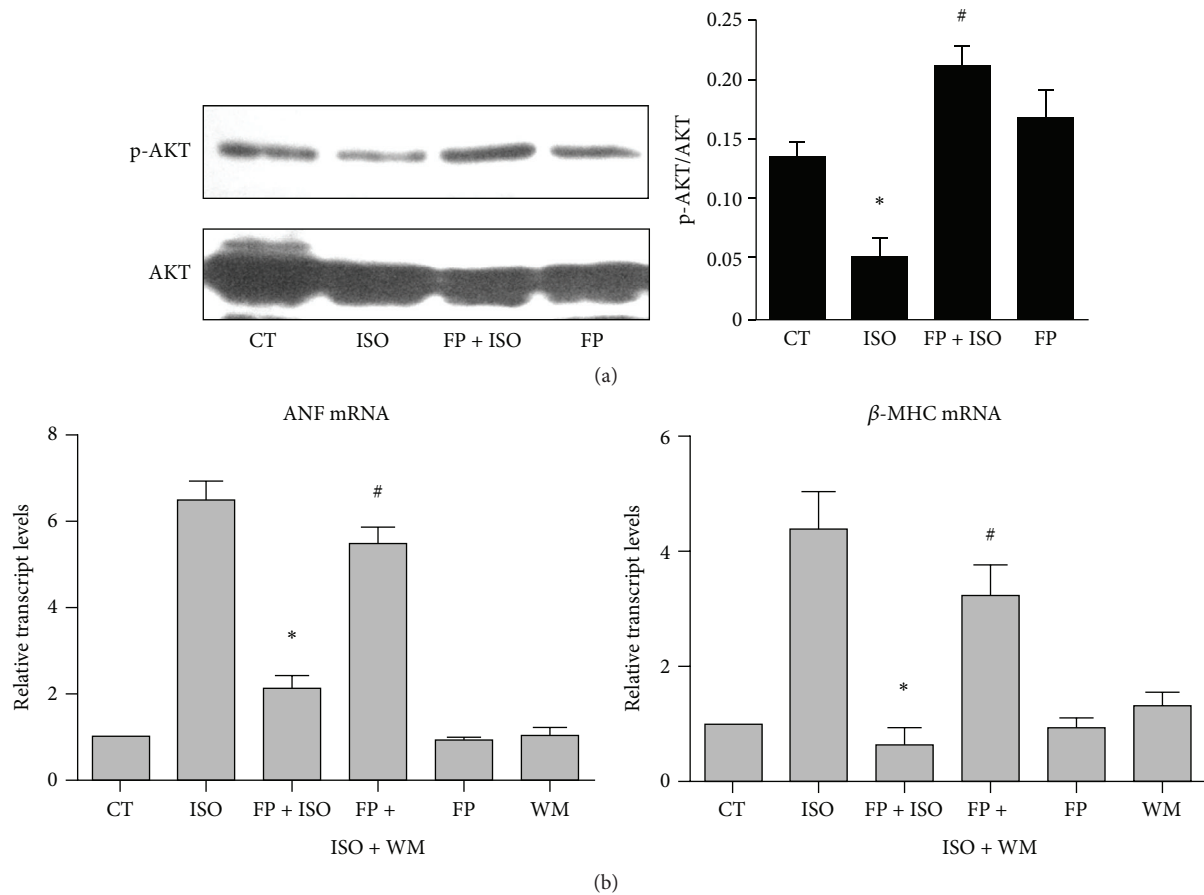 p-AKT
AKT
CT ISO FP + ISO FP
p-AKT/AKT
0.25
0.20
0.15
0.10
0.05
0
#
*
CT ISO FP + ISO FP
(a)
ANF mRNA
Relative transcript levels
8
6
4
2
0
*
#
CT ISO FP + ISO FP + FP WM
ISO + WM
β-MHC mRNA
Relative transcript levels
6
4
2
0
*
#
CT ISO FP + ISO FP + FP WM
ISO + WM
(b)